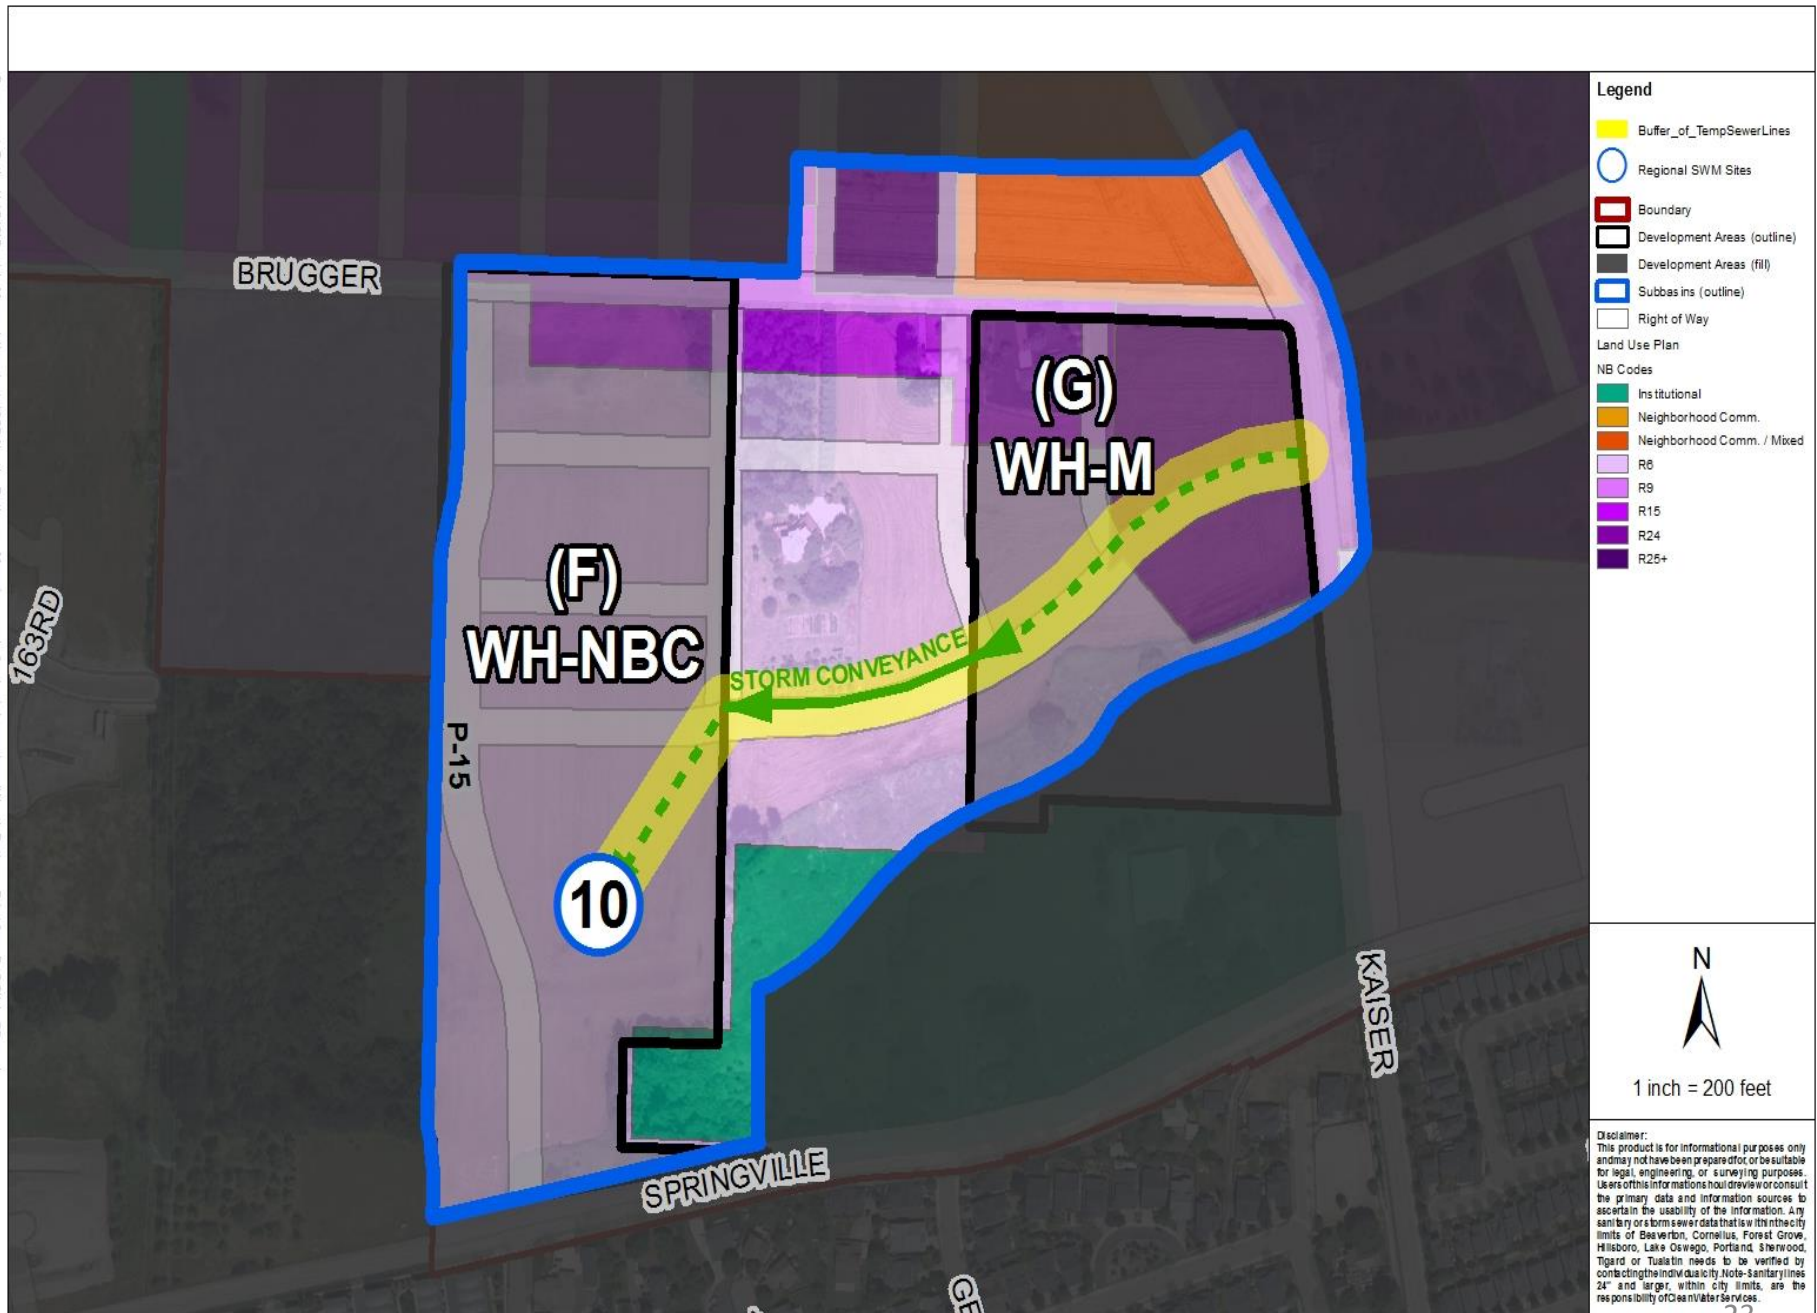 BRUGGER
(G)
WH-M
(F)
WH-NBC
STORM CONVEYANCE
163RD
P-15
10
KAISER
SPRINGVILLE
GE
Legend
Buffer_of_TempSewerLines
Regional SWM Sites
Boundary
Development Areas (outline)
Development Areas (fill)
Subbasins (outline)
Right of Way
Land Use Plan
NB Codes
Institutional
Neighborhood Comm.
Neighborhood Comm. / Mixed
R6
R9
R15
R24
R25+
N
1 inch = 200 feet
Disclaimer:
This product is for informational purposes only
and may not have been prepared for, or be suitable
for legal, engineering, or surveying purposes.
Users of this information should review or consult
the primary data and information sources to
ascertain the usability of the information. Any
sanitary or storm sewer data that is within the city
limits of Beaverton, Cornelius, Forest Grove,
Hillsboro, Lake Oswego, Portland, Sherwood,
Tigard or Tualatin needs to be verified by
contacting the individual city. Note-Sanitary lines
24" and larger, within city limits, are the
responsibility of Clean Water Services.